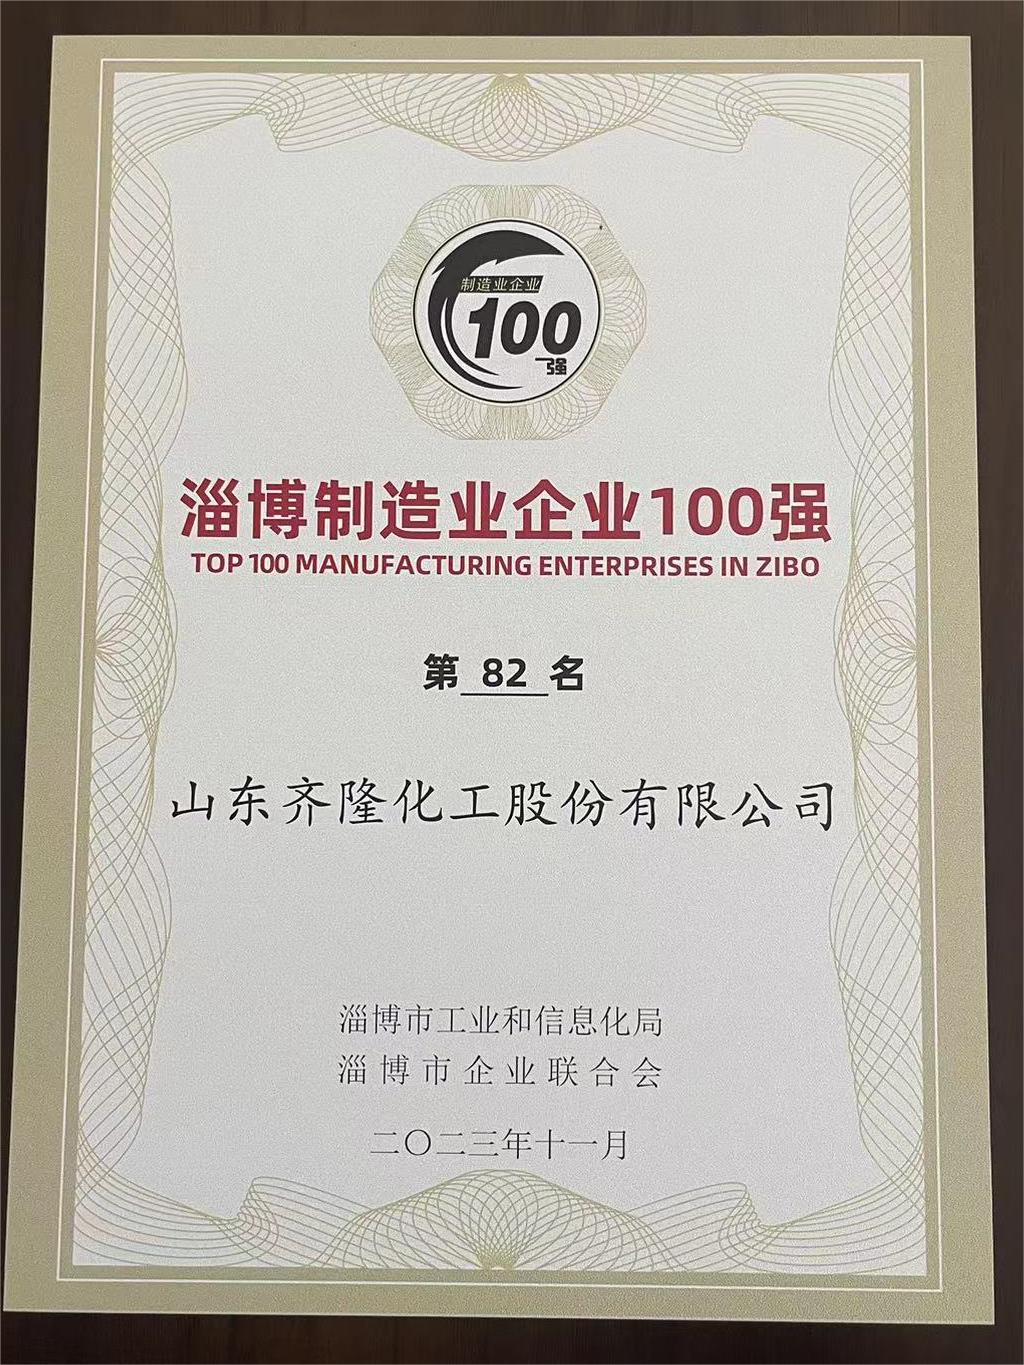 制造业企业
100
强
淄博制造业企业100强
TOP 100 MANUFACTURING ENTERPRISES IN ZIBO
第 82 名
山东齐隆化工股份有限公司
淄博市工业和信息化局
淄博市企业联合会
二〇二三年十一月